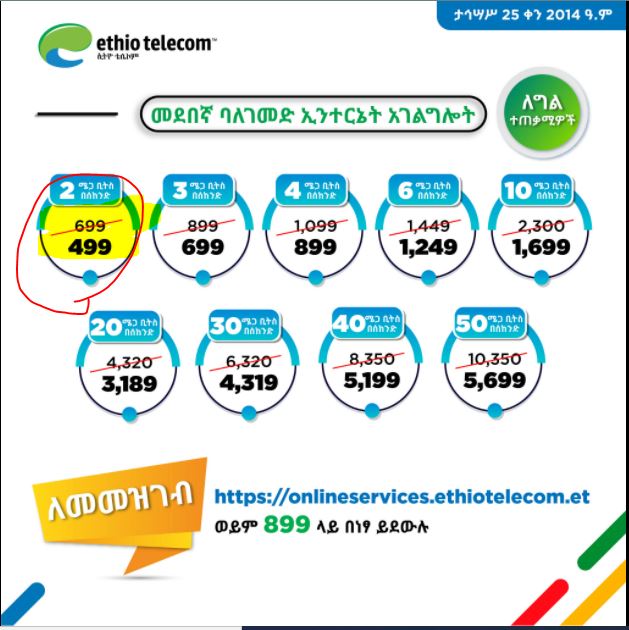 ታኅሣሥ 25 ቀን 2014 ዓ.ም
ethio telecom™
ኢትዮ ቴሌኮም
መደበኛ ባለገመድ ኢንተርኔት አገልግሎት
ለግል
ተጠቃሚዎች
2 ሜጋ ቢትስ በሰከንድ
699
499
3 ሜጋ ቢትስ በሰከንድ
899
699
4 ሜጋ ቢትስ በሰከንድ
1,099
899
6 ሜጋ ቢትስ በሰከንድ
1,449
1,249
10 ሜጋ ቢትስ በሰከንድ
2,300
1,699
20 ሜጋ ቢትስ በሰከንድ
4,320
3,189
30 ሜጋ ቢትስ በሰከንድ
6,320
4,319
40 ሜጋ ቢትስ በሰከንድ
8,350
5,199
50 ሜጋ ቢትስ በሰከንድ
10,350
5,699
ለመመዝገብ
https://onlineservices.ethiotelecom.et
ወይም 899 ላይ በነፃ ይደውሉ